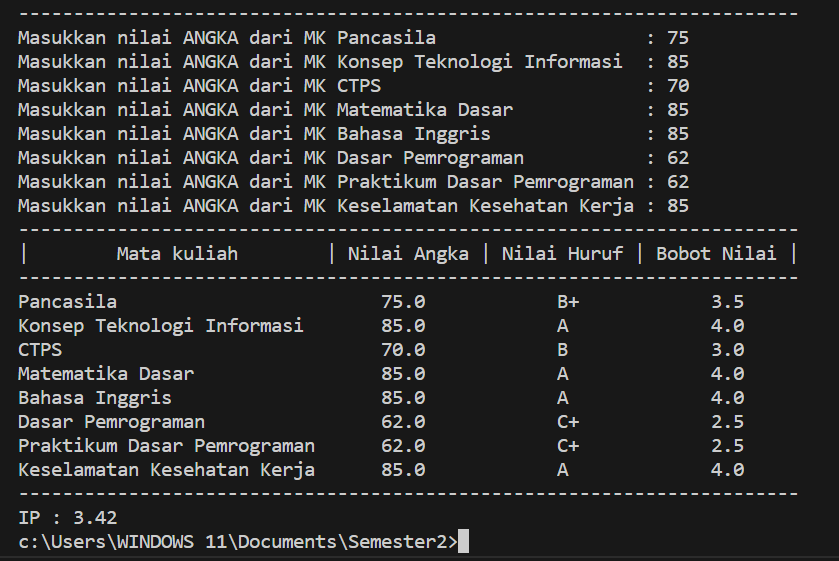 -----------------------------------------------------------------------
Masukkan nilai ANGKA dari MK Pancasila                   : 75
Masukkan nilai ANGKA dari MK Konsep Teknologi Informasi  : 85
Masukkan nilai ANGKA dari MK CTPS                        : 70
Masukkan nilai ANGKA dari MK Matematika Dasar            : 85
Masukkan nilai ANGKA dari MK Bahasa Inggris              : 85
Masukkan nilai ANGKA dari MK Dasar Pemrograman           : 62
Masukkan nilai ANGKA dari MK Praktikum Dasar Pemrograman : 62
Masukkan nilai ANGKA dari MK Keselamatan Kesehatan Kerja : 85
-----------------------------------------------------------------------
|        Mata kuliah        | Nilai Angka | Nilai Huruf | Bobot Nilai |
-----------------------------------------------------------------------
Pancasila                        75.0            B+            3.5
Konsep Teknologi Informasi       85.0            A             4.0
CTPS                             70.0            B             3.0
Matematika Dasar                 85.0            A             4.0
Bahasa Inggris                   85.0            A             4.0
Dasar Pemrograman                62.0            C+            2.5
Praktikum Dasar Pemrograman      62.0            C+            2.5
Keselamatan Kesehatan Kerja      85.0            A             4.0
-----------------------------------------------------------------------
IP : 3.42
c:\Users\WINDOWS 11\Documents\Semester2>